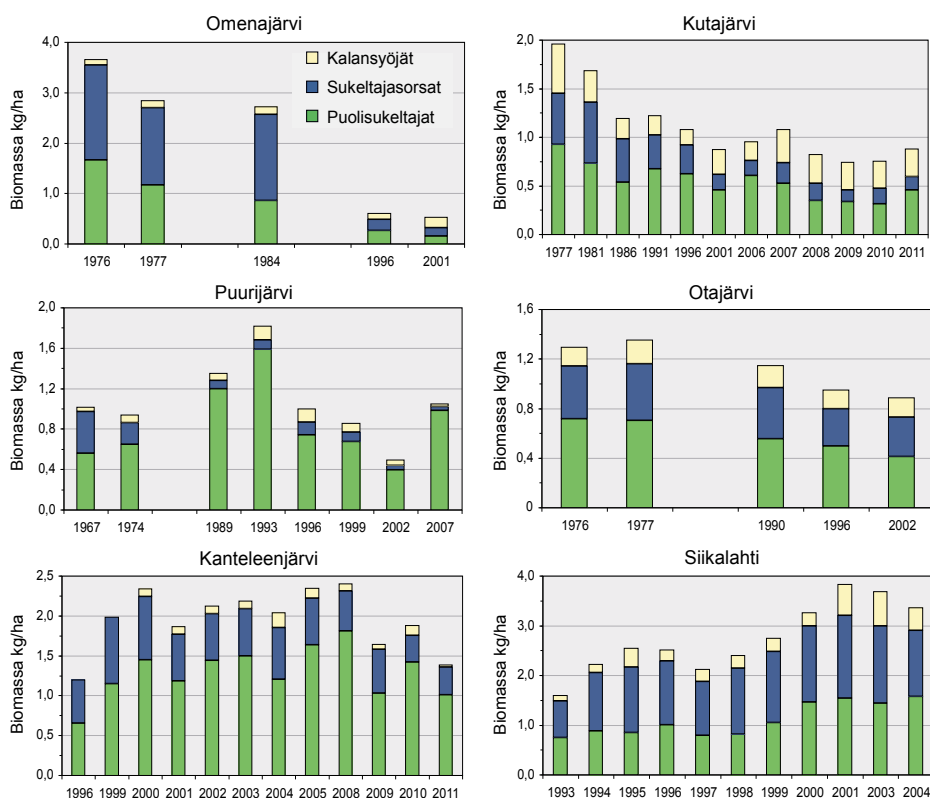 Omenajärvi
Biomassa kg/ha
4,0
3,0
2,0
1,0
0,0
Kalansyöjät
Sukeltajasorsat
Puolisukeltajat
1976 1977 1984 1996 2001
Kutajärvi
Biomassa kg/ha
2,0
1,5
1,0
0,5
0,0
1977 1981 1986 1991 1996 2001 2006 2007 2008 2009 2010 2011
Puurijärvi
Biomassa kg/ha
2,0
1,6
1,2
0,8
0,4
0,0
1967 1974 1989 1993 1996 1999 2002 2007
Otajärvi
Biomassa kg/ha
1,6
1,2
0,8
0,4
0
1976 1977 1990 1996 2002
Kanteleenjärvi
Biomassa kg/ha
2,5
2,0
1,5
1,0
0,5
0,0
1996 1999 2000 2001 2002 2003 2004 2005 2008 2009 2010 2011
Siikalahti
Biomassa kg/ha
4,0
3,0
2,0
1,0
0,0
1993 1994 1995 1996 1997 1998 1999 2000 2001 2003 2004